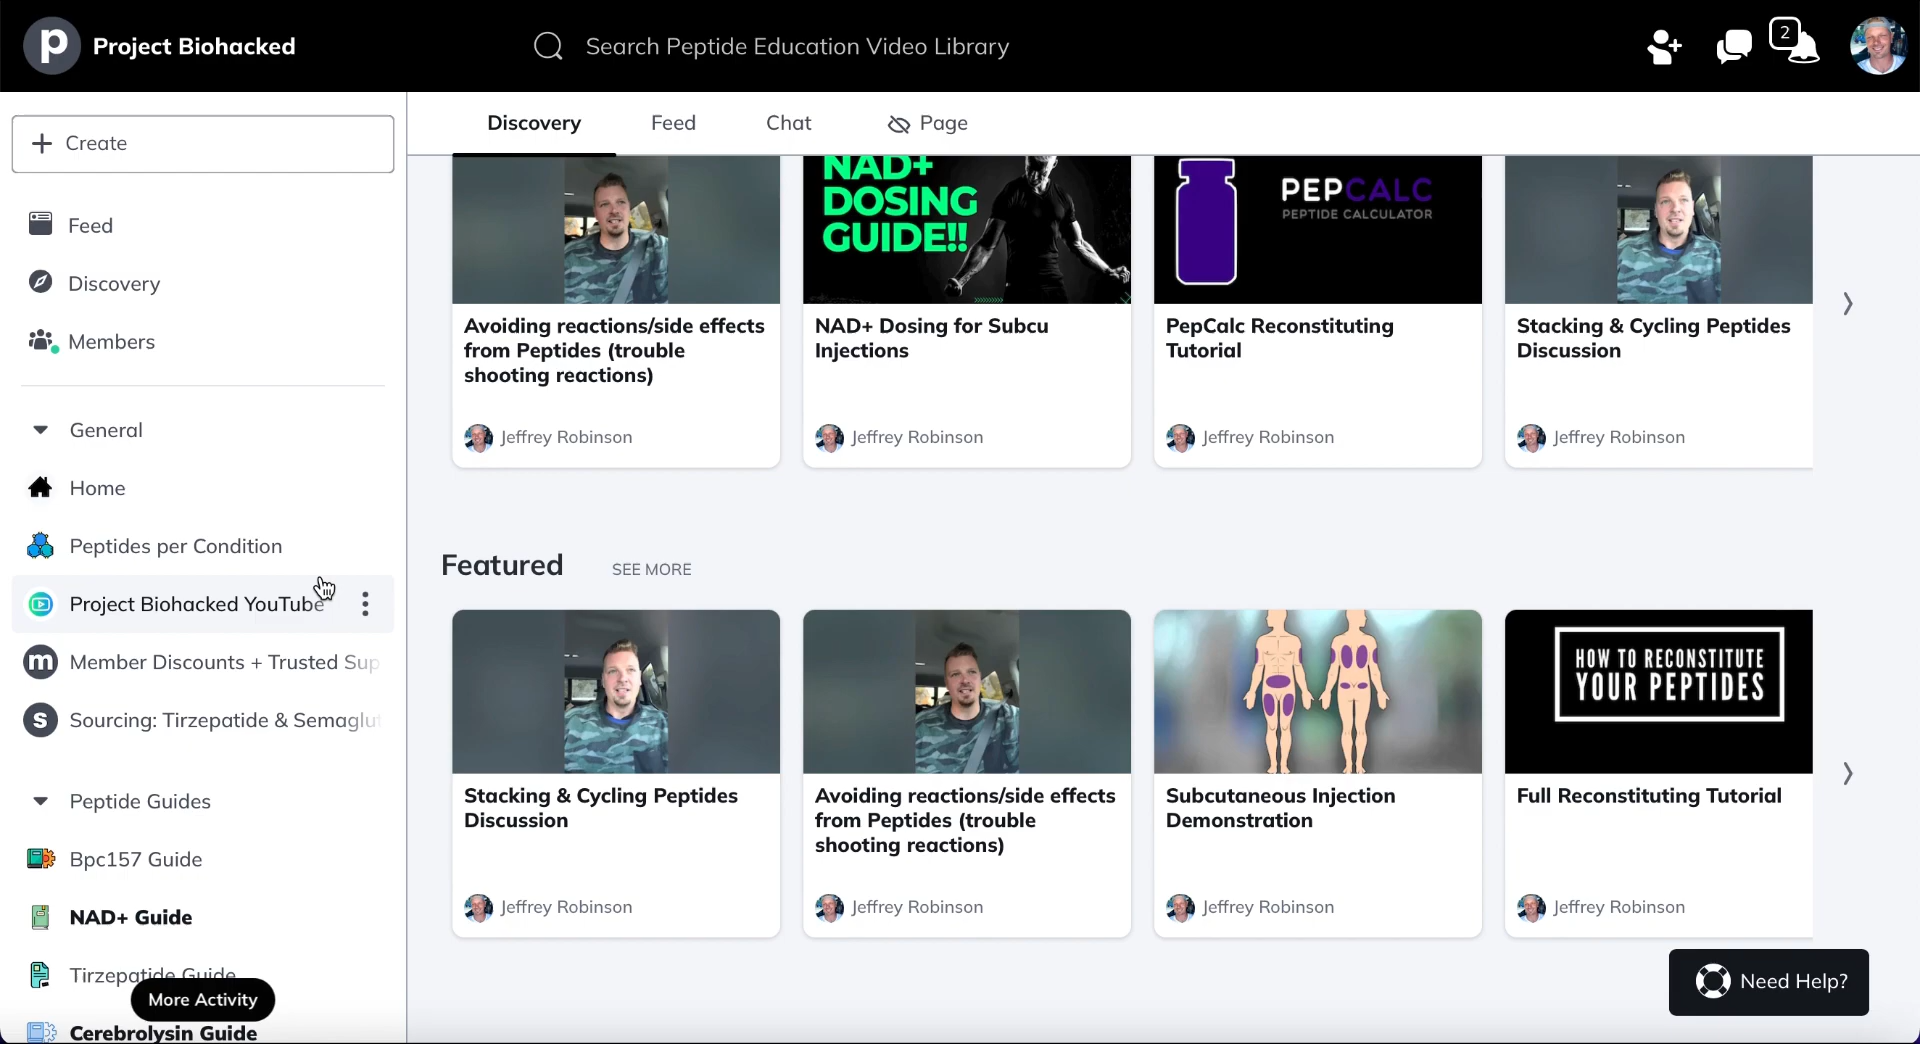 p Project Biohacked
Search Peptide Education Video Library
2
Create
Feed
Discovery
Members
General
Home
Peptides per Condition
Project Biohacked YouTube
m Member Discounts + Trusted Sup
S Sourcing: Tirzepatide & Semaglut
Peptide Guides
Bpc157 Guide
NAD+ Guide
Tirzepatide Guide
More Activity
Cerebrolysin Guide
Discovery Feed Chat Page
NAD+
DOSING
GUIDE!!
PEPCALC
PEPTIDE CALCULATOR
Avoiding reactions/side effects
from Peptides (trouble
shooting reactions)
Jeffrey Robinson
NAD+ Dosing for Subcu
Injections
Jeffrey Robinson
PepCalc Reconstituting
Tutorial
Jeffrey Robinson
Stacking & Cycling Peptides
Discussion
Jeffrey Robinson
Featured SEE MORE
HOW TO RECONSTITUTE
YOUR PEPTIDES
Stacking & Cycling Peptides
Discussion
Jeffrey Robinson
Avoiding reactions/side effects
from Peptides (trouble
shooting reactions)
Jeffrey Robinson
Subcutaneous Injection
Demonstration
Jeffrey Robinson
Full Reconstituting Tutorial
Jeffrey Robinson
Need Help?